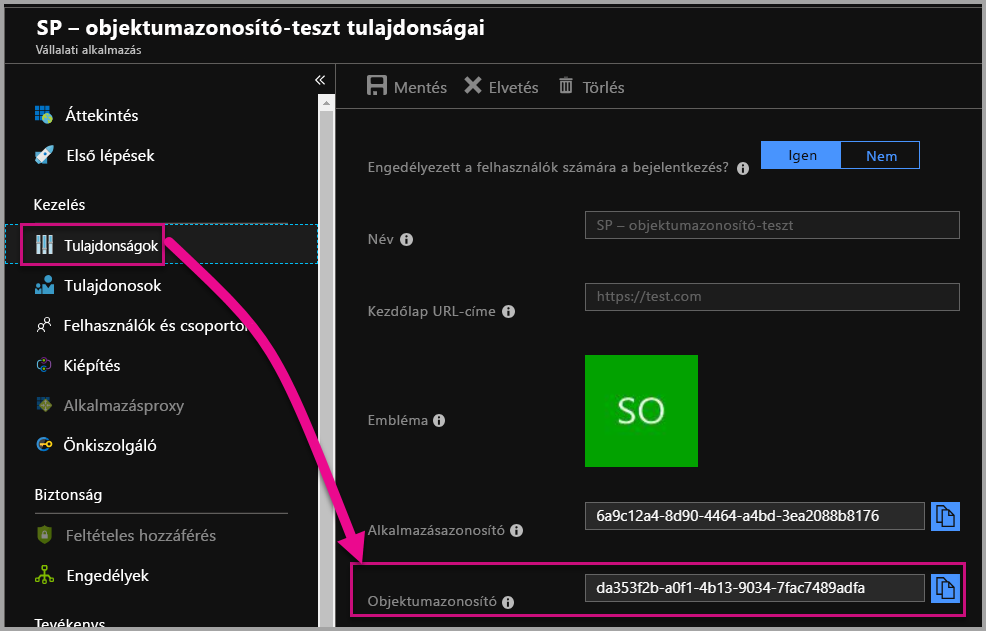 SP – objektumazonosító-teszt tulajdonságai
Vállalati alkalmazás
«
Áttekintés
Első lépések
Kezelés
Tulajdonságok
Tulajdonosok
Felhasználók és csoportok
Kiépítés
Alkalmazásproxy
Önkiszolgáló
Biztonság
Feltételes hozzáférés
Engedélyek
Tevékenys
Mentés Elvetés Törlés
Engedélyezett a felhasználók számára a bejelentkezés? Igen Nem
Név SP – objektumazonosító-teszt
Kezdőlap URL-címe https://test.com
Embléma SO
Alkalmazásazonosító 6a9c12a4-8d90-4464-a4bd-3ea2088b8176
Objektumazonosító da353f2b-a0f1-4b13-9034-7fac7489adfa